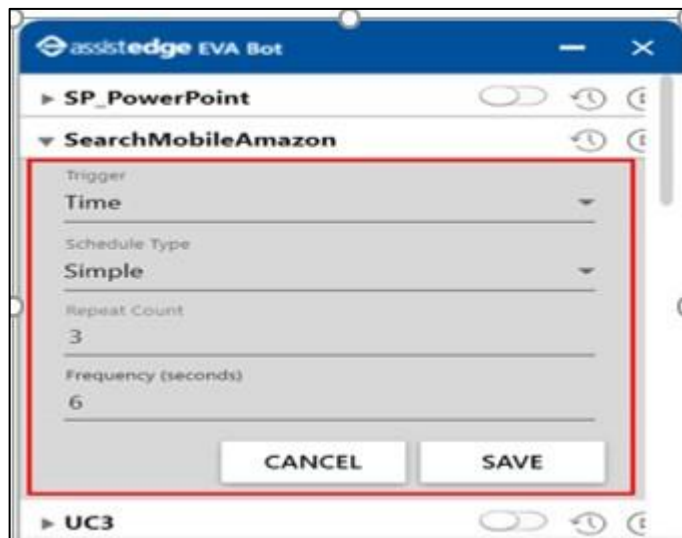 assistedge EVA Bot
SP_PowerPoint
SearchMobileAmazon
Trigger
Time
Schedule Type
Simple
Repeat Count
3
Frequency (seconds)
6
CANCEL SAVE
UC3